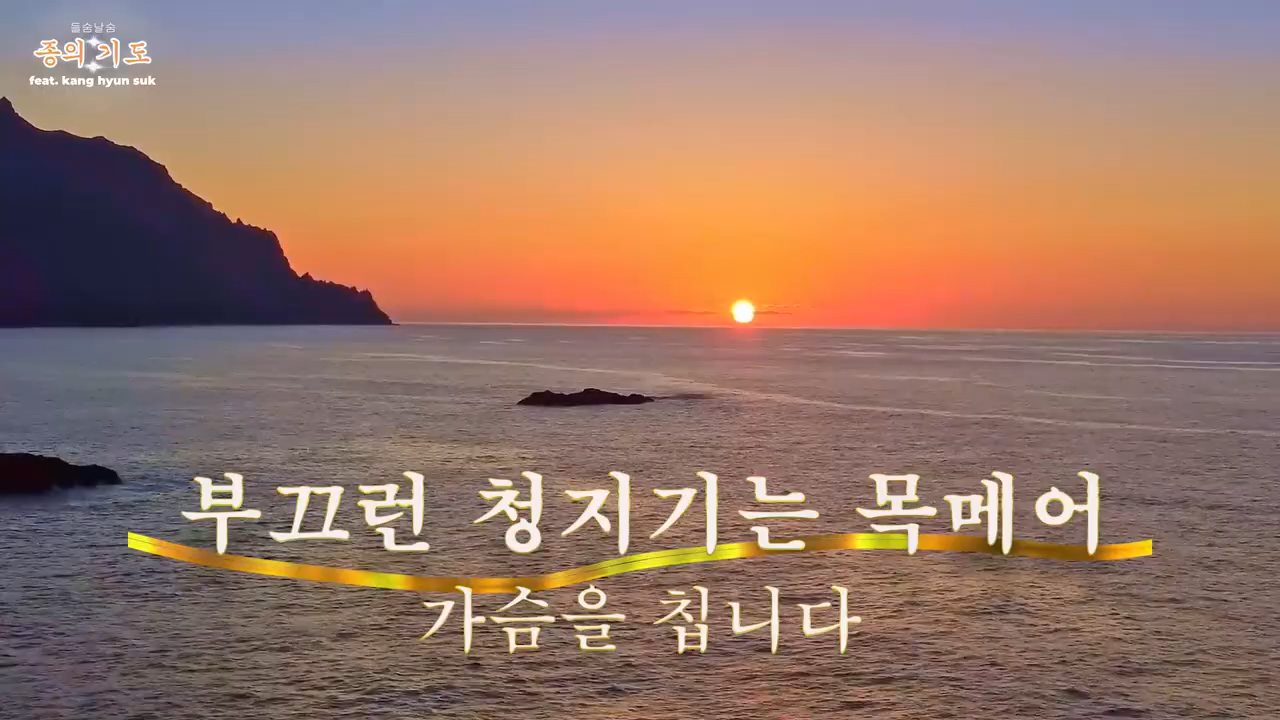 들숨날숨
종의 기도
feat. kang hyun suk
부끄런 청지기는 목메어
가슴을 칩니다